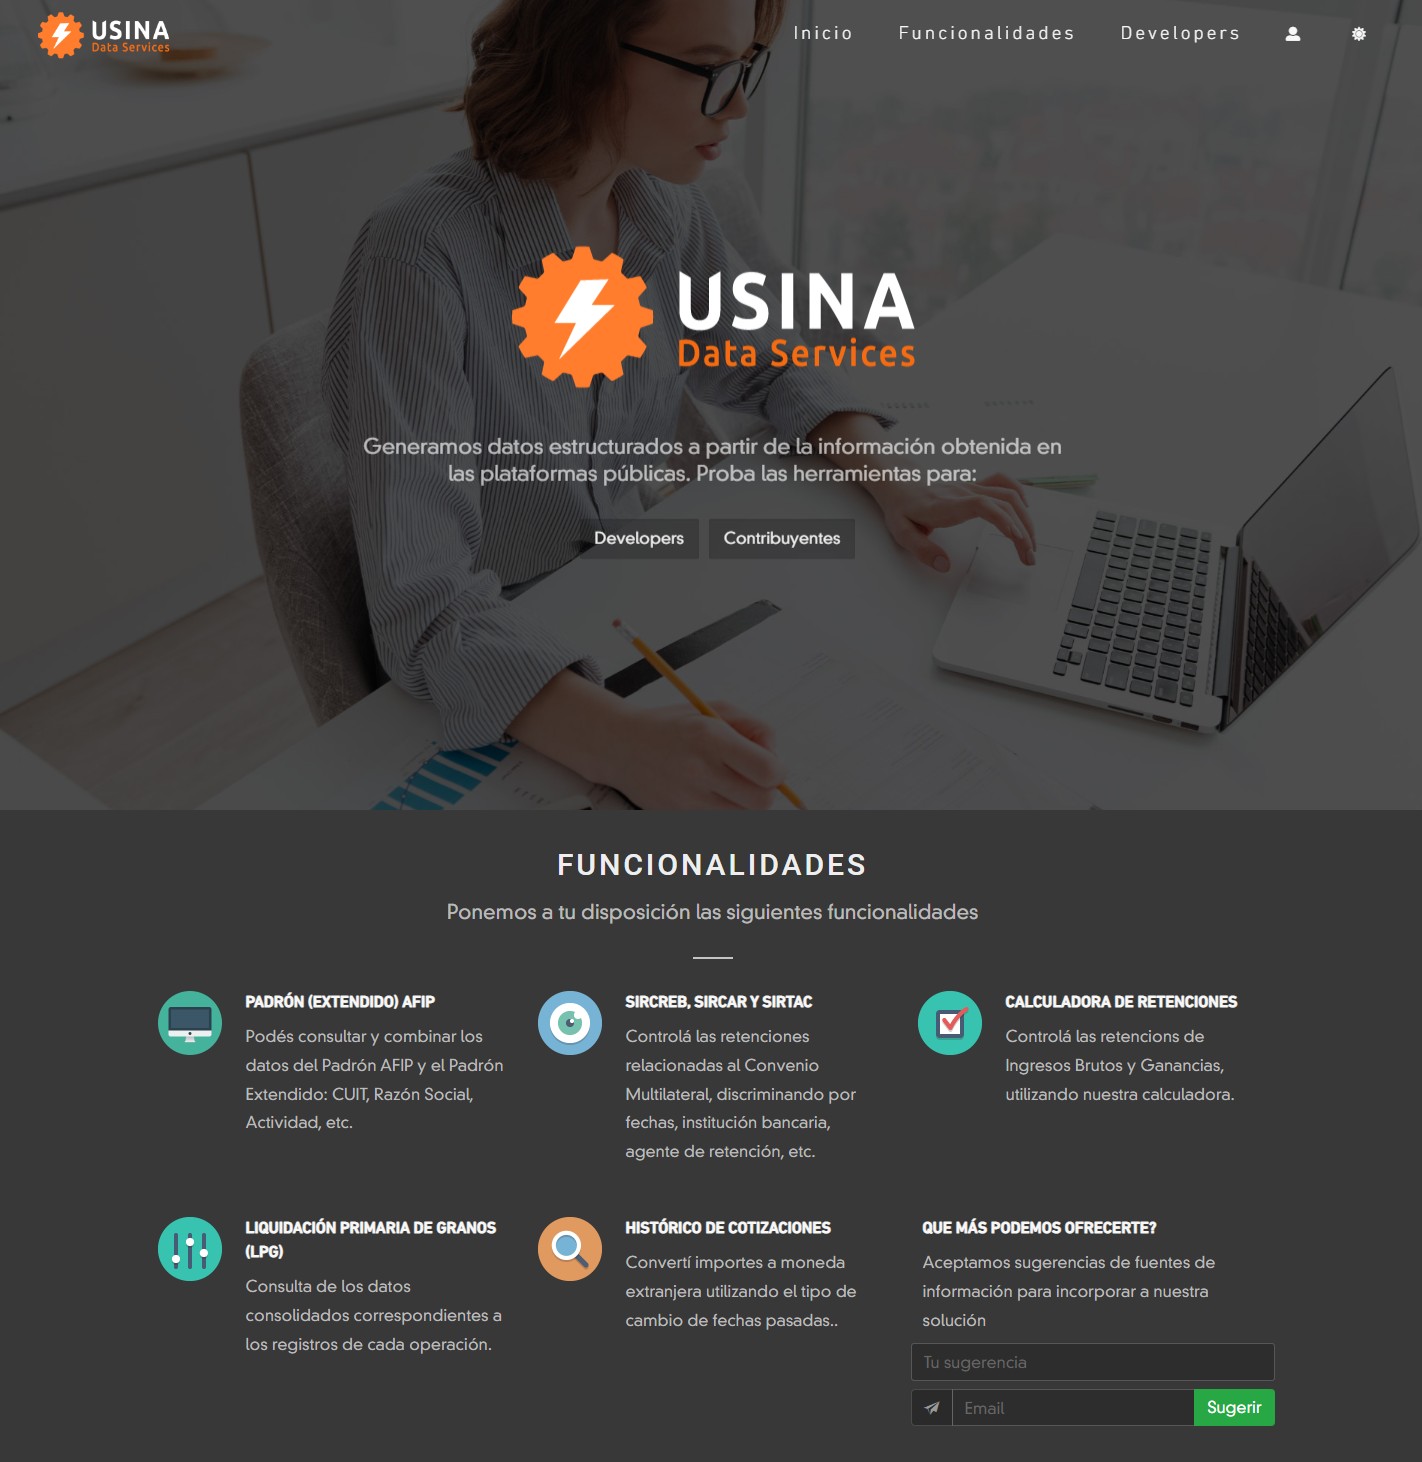 USINA
Data Services
Inicio
Funcionalidades
Developers
USINA
Data Services
Generamos datos estructurados a partir de la información obtenida en
las plataformas públicas. Proba las herramientas para:
Developers
Contribuyentes
FUNCIONALIDADES
Ponemos a tu disposición las siguientes funcionalidades
PADRÓN (EXTENDIDO) AFIP
Podés consultar y combinar los
datos del Padrón AFIP y el Padrón
Extendido: CUIT, Razón Social,
Actividad, etc.
SIRCREB, SIRCAR Y SIRTAC
Controlá las retenciones
relacionadas al Convenio
Multilateral, discriminando por
fechas, institución bancaria,
agente de retención, etc.
CALCULADORA DE RETENCIONES
Controlá las retencions de
Ingresos Brutos y Ganancias,
utilizando nuestra calculadora.
LIQUIDACIÓN PRIMARIA DE GRANOS
(LPG)
Consulta de los datos
consolidados correspondientes a
los registros de cada operación.
HISTÓRICO DE COTIZACIONES
Convertí importes a moneda
extranjera utilizando el tipo de
cambio de fechas pasadas..
QUE MÁS PODEMOS OFRECERTE?
Aceptamos sugerencias de fuentes de
información para incorporar a nuestra
solución
Tu sugerencia
Email
Sugerir